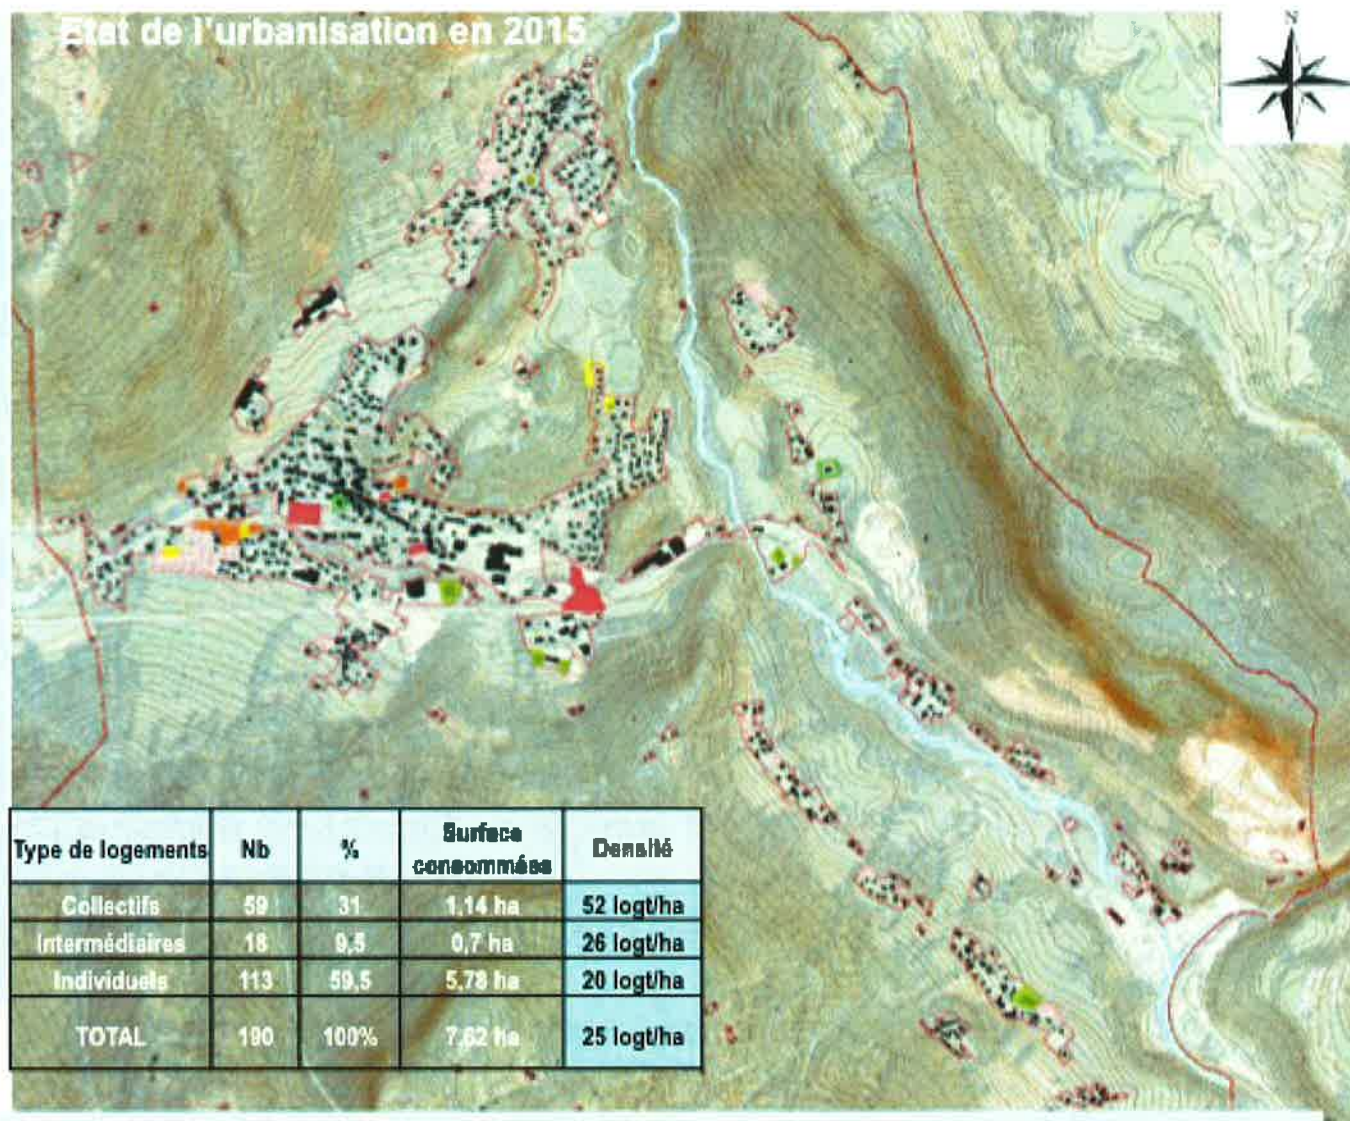 Etat de l'urbanisation en 2015
N
Type de logements Nb % Surface consommées Densité
Collectifs 59 31 1,14 ha 52 logt/ha
Intermédiaires 18 9,5 0,7 ha 26 logt/ha
Individuels 113 59,5 5,78 ha 20 logt/ha
TOTAL 190 100% 7,62 ha 25 logt/ha